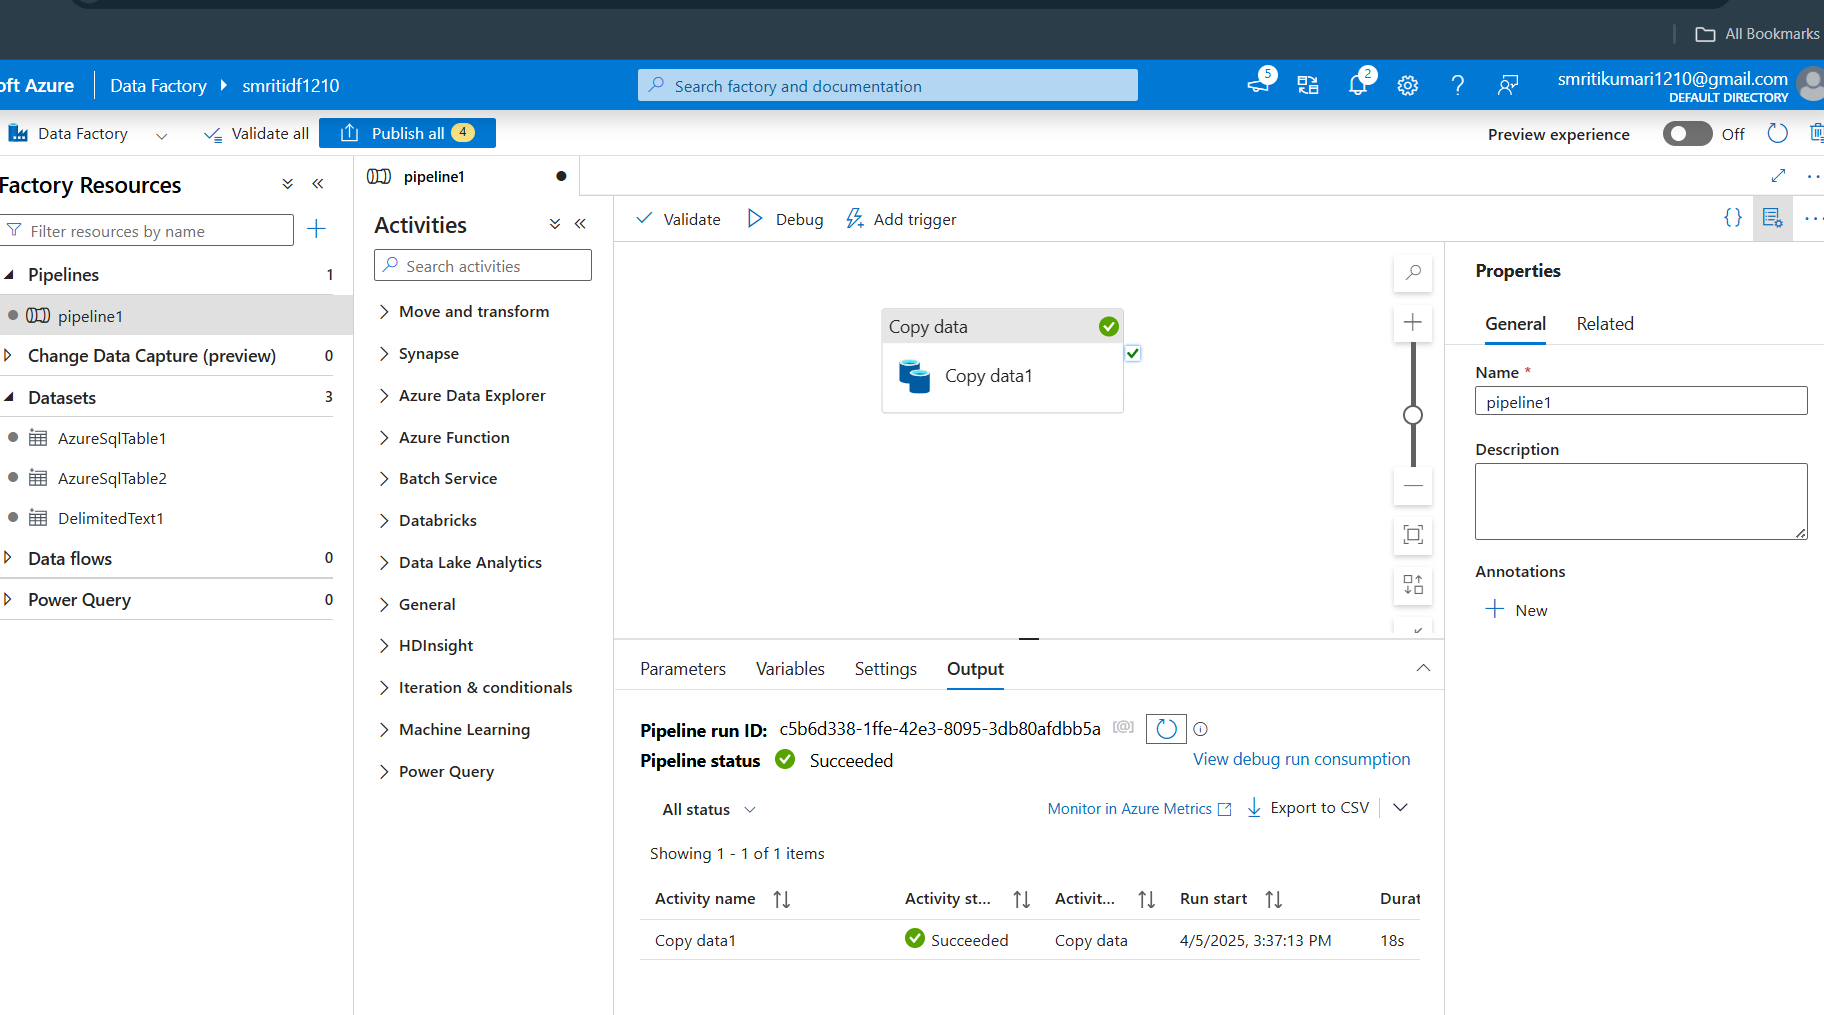 All Bookmarks
oft Azure
Data Factory
smritidf1210
Search factory and documentation
5
2
smritikumari1210@gmail.com
DEFAULT DIRECTORY
Data Factory
Validate all
Publish all
4
Preview experience
Off
Factory Resources
Filter resources by name
Pipelines
1
pipeline1
Change Data Capture (preview)
0
Datasets
3
AzureSqlTable1
AzureSqlTable2
DelimitedText1
Data flows
0
Power Query
0
pipeline1
Activities
Search activities
Move and transform
Synapse
Azure Data Explorer
Azure Function
Batch Service
Databricks
Data Lake Analytics
General
HDInsight
Iteration & conditionals
Machine Learning
Power Query
Validate
Debug
Add trigger
Copy data
Copy data1
Parameters
Variables
Settings
Output
Pipeline run ID: c5b6d338-1ffe-42e3-8095-3db80afdbb5a
Pipeline status Succeeded
View debug run consumption
All status
Monitor in Azure Metrics
Export to CSV
Showing 1 - 1 of 1 items
Activity name Activity st... Activit... Run start Durat
Copy data1 Succeeded Copy data 4/5/2025, 3:37:13 PM 18s
Properties
General
Related
Name *
pipeline1
Description
Annotations
New